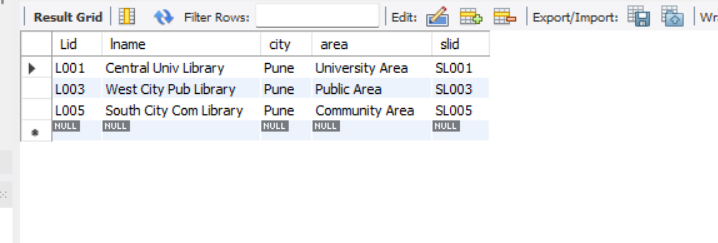 Result Grid Filter Rows: Edit: Export/Import: Wr
Lid lname city area slid
L001 Central Univ Library Pune University Area SL001
L003 West City Pub Library Pune Public Area SL003
L005 South City Com Library Pune Community Area SL005
NULL NULL NULL NULL NULL